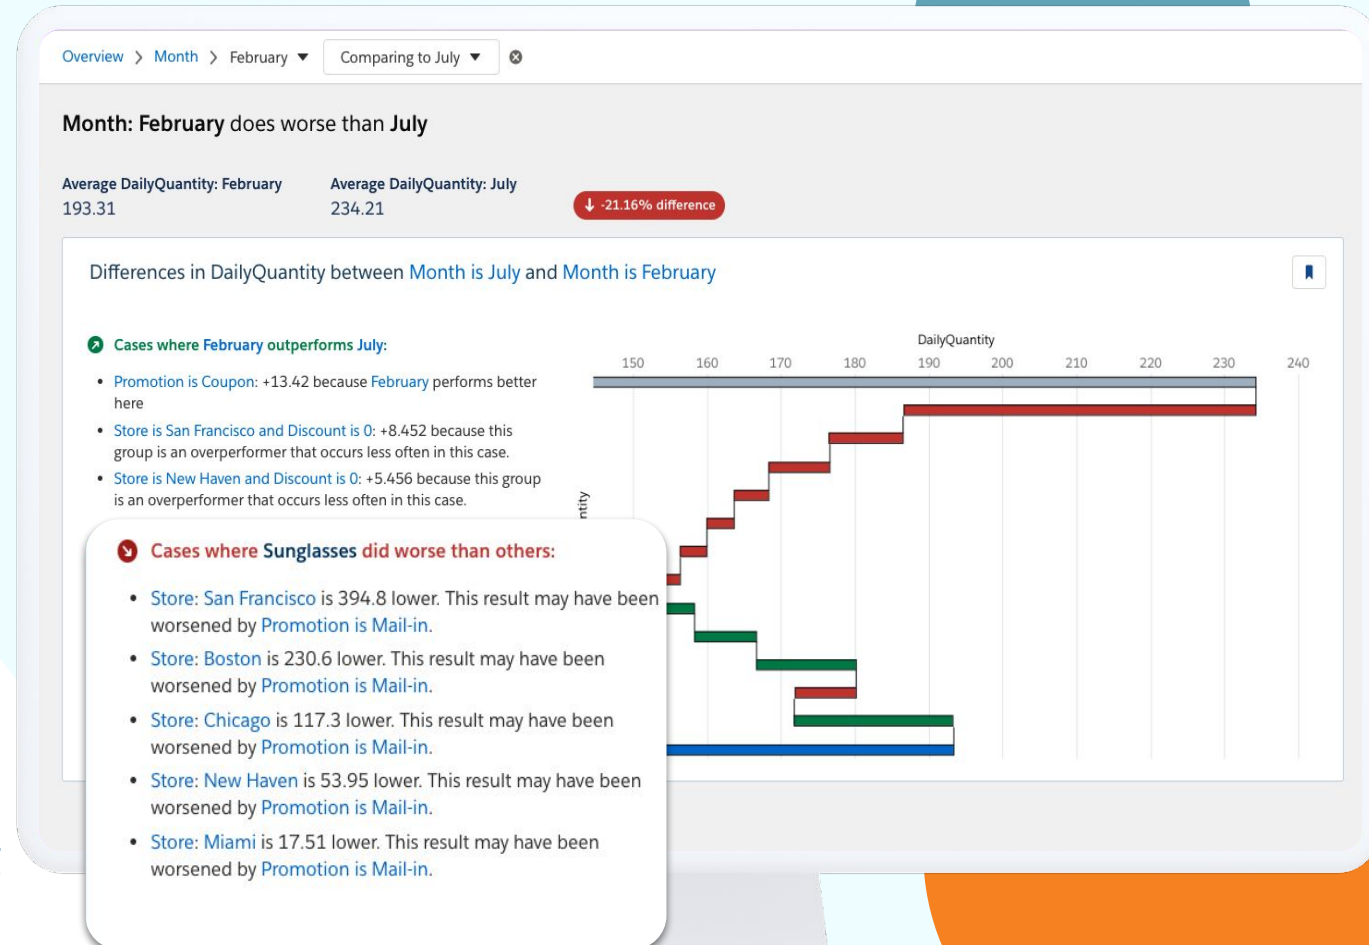 Overview > Month > February Comparing to July
Month: February does worse than July
Average DailyQuantity: February Average DailyQuantity: July
193.31 234.21 -21.16% difference
Differences in DailyQuantity between Month is July and Month is February
Cases where February outperforms July:
• Promotion is Coupon: +13.42 because February performs better
here
• Store is San Francisco and Discount is 0: +8.452 because this
group is an overperformer that occurs less often in this case.
• Store is New Haven and Discount is 0: +5.456 because this group
is an overperformer that occurs less often in this case.
DailyQuantity
150 160 170 180 190 200 210 220 230 240
Cases where Sunglasses did worse than others:
• Store: San Francisco is 394.8 lower. This result may have been
worsened by Promotion is Mail-in.
• Store: Boston is 230.6 lower. This result may have been
worsened by Promotion is Mail-in.
• Store: Chicago is 117.3 lower. This result may have been
worsened by Promotion is Mail-in.
• Store: New Haven is 53.95 lower. This result may have been
worsened by Promotion is Mail-in.
• Store: Miami is 17.51 lower. This result may have been
worsened by Promotion is Mail-in.